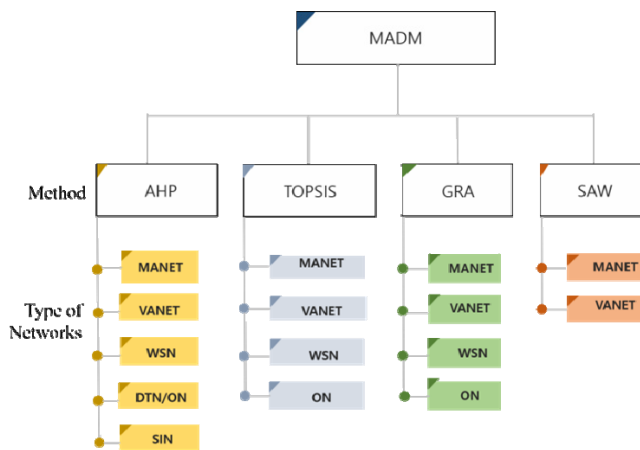 MADM
Method
AHP
TOPSIS
GRA
SAW
Type of
Networks
MANET
VANET
WSN
DTN/ON
SIN
MANET
VANET
WSN
ON
MANET
VANET
WSN
ON
MANET
VANET